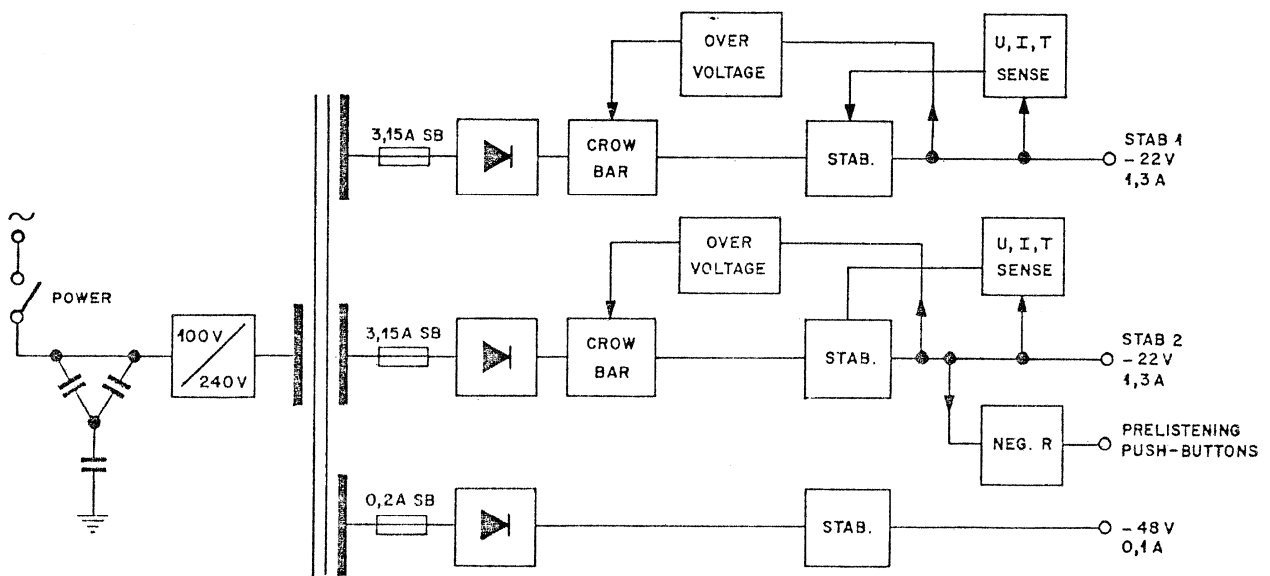 OVER
VOLTAGE
U, I, T
SENSE
3,15A SB
CROW
BAR
STAB.
STAB 1
- 22 V
1,3 A
~
POWER
100V
240V
OVER
VOLTAGE
U, I, T
SENSE
3,15A SB
CROW
BAR
STAB.
STAB 2
- 22 V
1,3 A
NEG. R
PRELISTENING
PUSH-BUTTONS
0,2A SB
STAB.
- 48 V
0,1 A